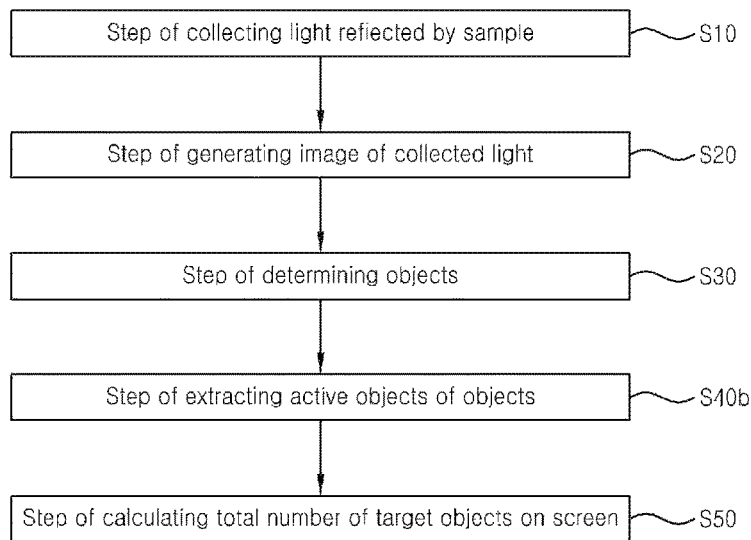 Step of collecting light reflected by sample S10
Step of generating image of collected light S20
Step of determining objects S30
Step of extracting active objects of objects S40b
Step of calculating total number of target objects on screen S50